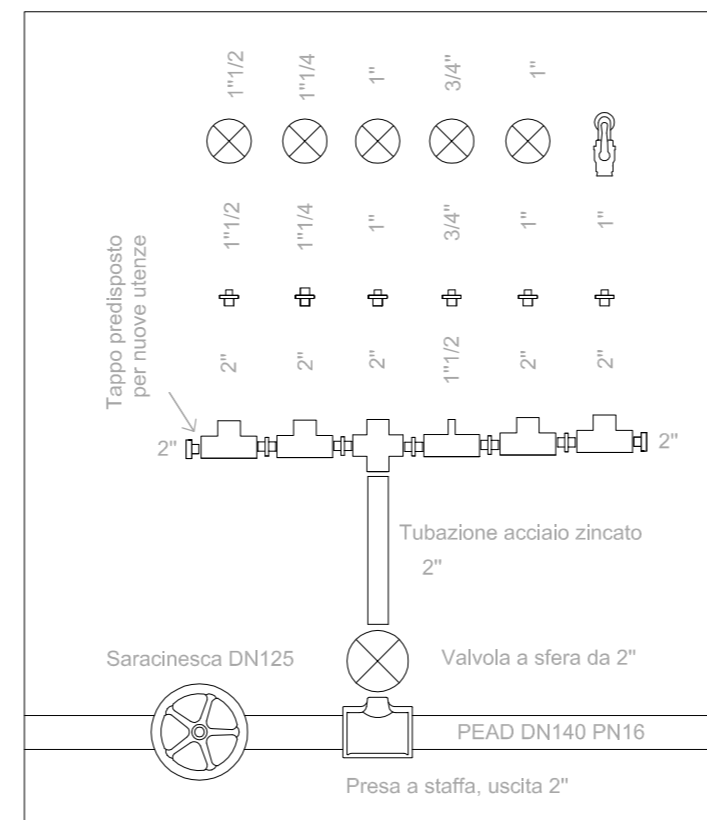 1"1/2
1"1/4
1"
3/4"
1"
1"1/2
1"1/4
1"
3/4"
1"
1"
Tappo predisposto
per nuove utenze
2"
2"
2"
1"1/2
2"
2"
2"
2"
Tubazione acciaio zincato
2"
Saracinesca DN125
Valvola a sfera da 2"
PEAD DN140 PN16
Presa a staffa, uscita 2"